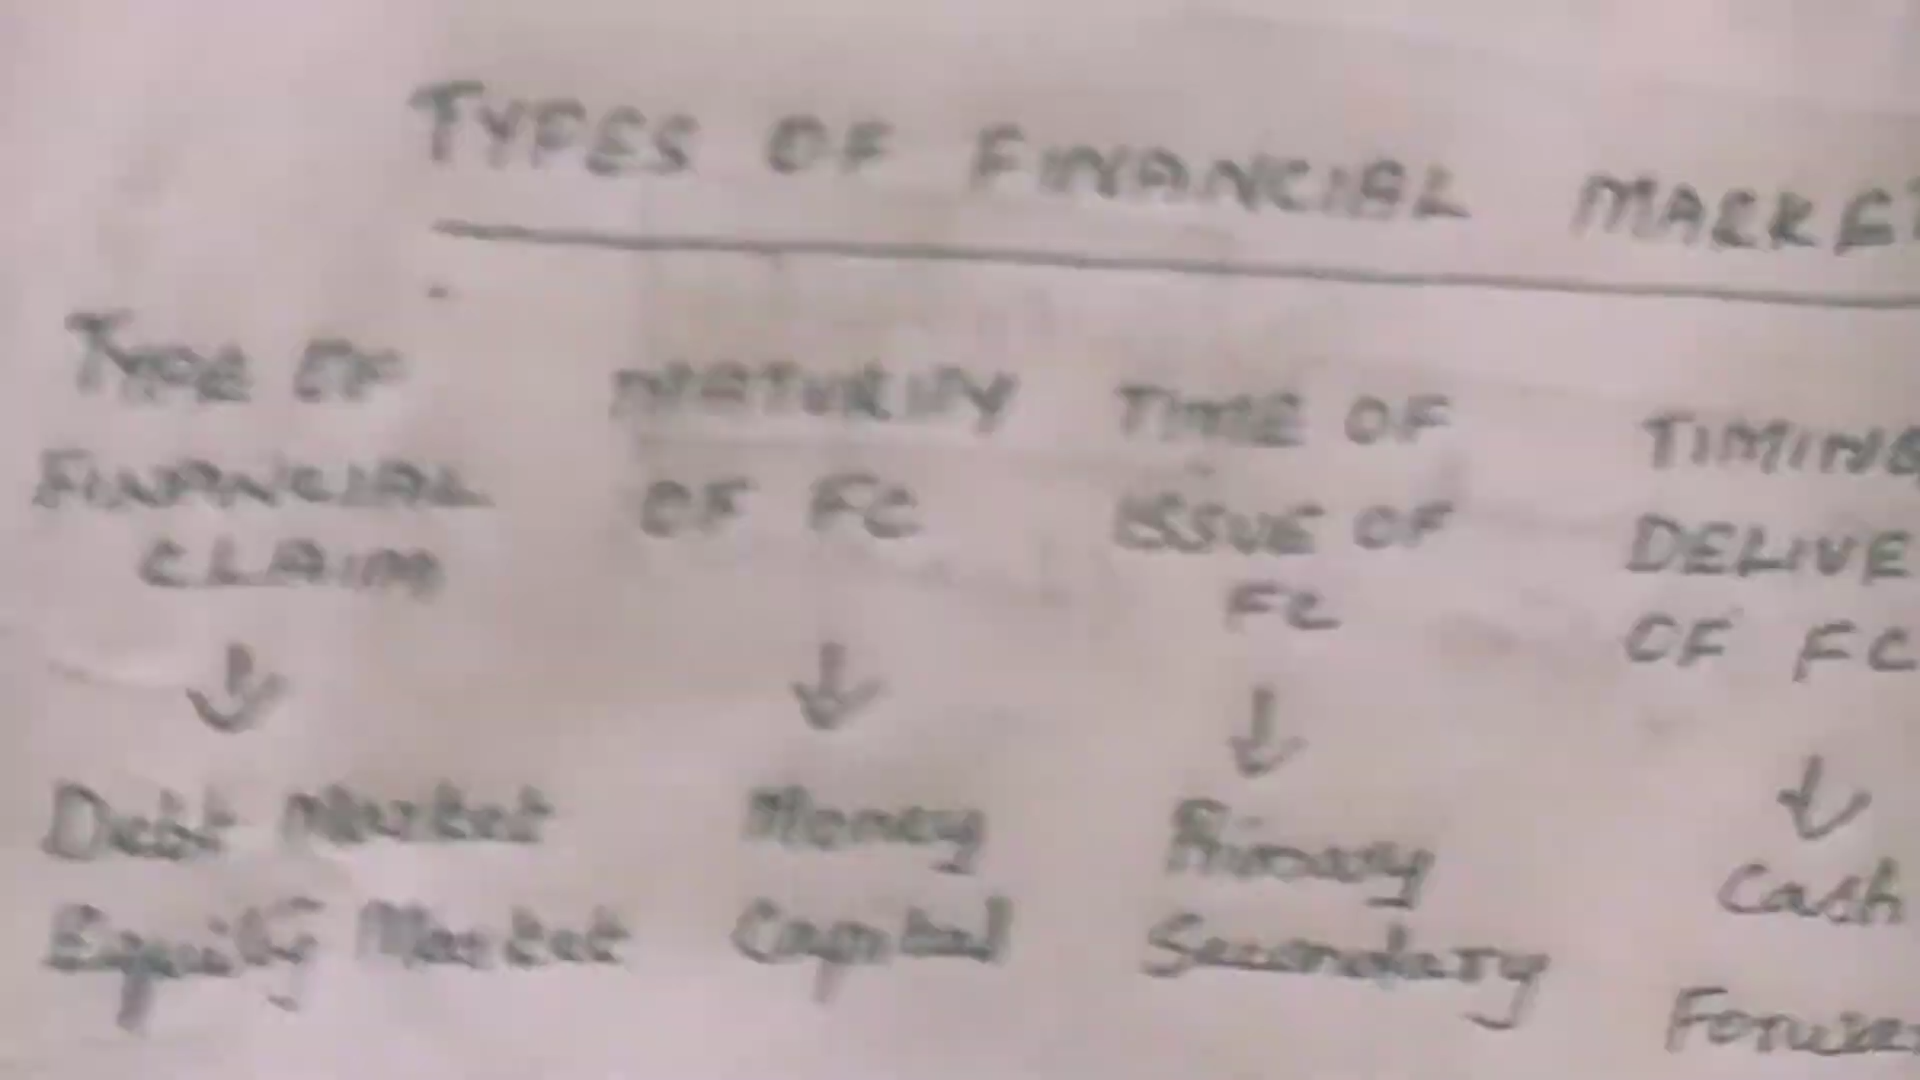 TYPES OF FINANCIAL MARKET
TYPE OF
FINANCIAL
CLAIM
↓
Debt Market
Equity Market
MATURITY
OF FC
↓
Money
Capital
TIME OF
ISSUE OF
FC
↓
Primary
Secondary
TIMING
DELIVE
OF FC
↓
Cash
Forwar